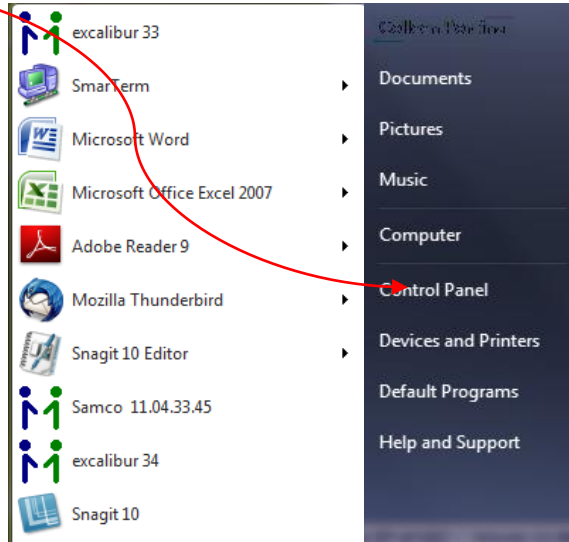 excalibur 33
SmarTerm
Microsoft Word
Microsoft Office Excel 2007
Adobe Reader 9
Mozilla Thunderbird
Snagit 10 Editor
Samco 11.04.33.45
excalibur 34
Snagit 10
Documents
Pictures
Music
Computer
Control Panel
Devices and Printers
Default Programs
Help and Support